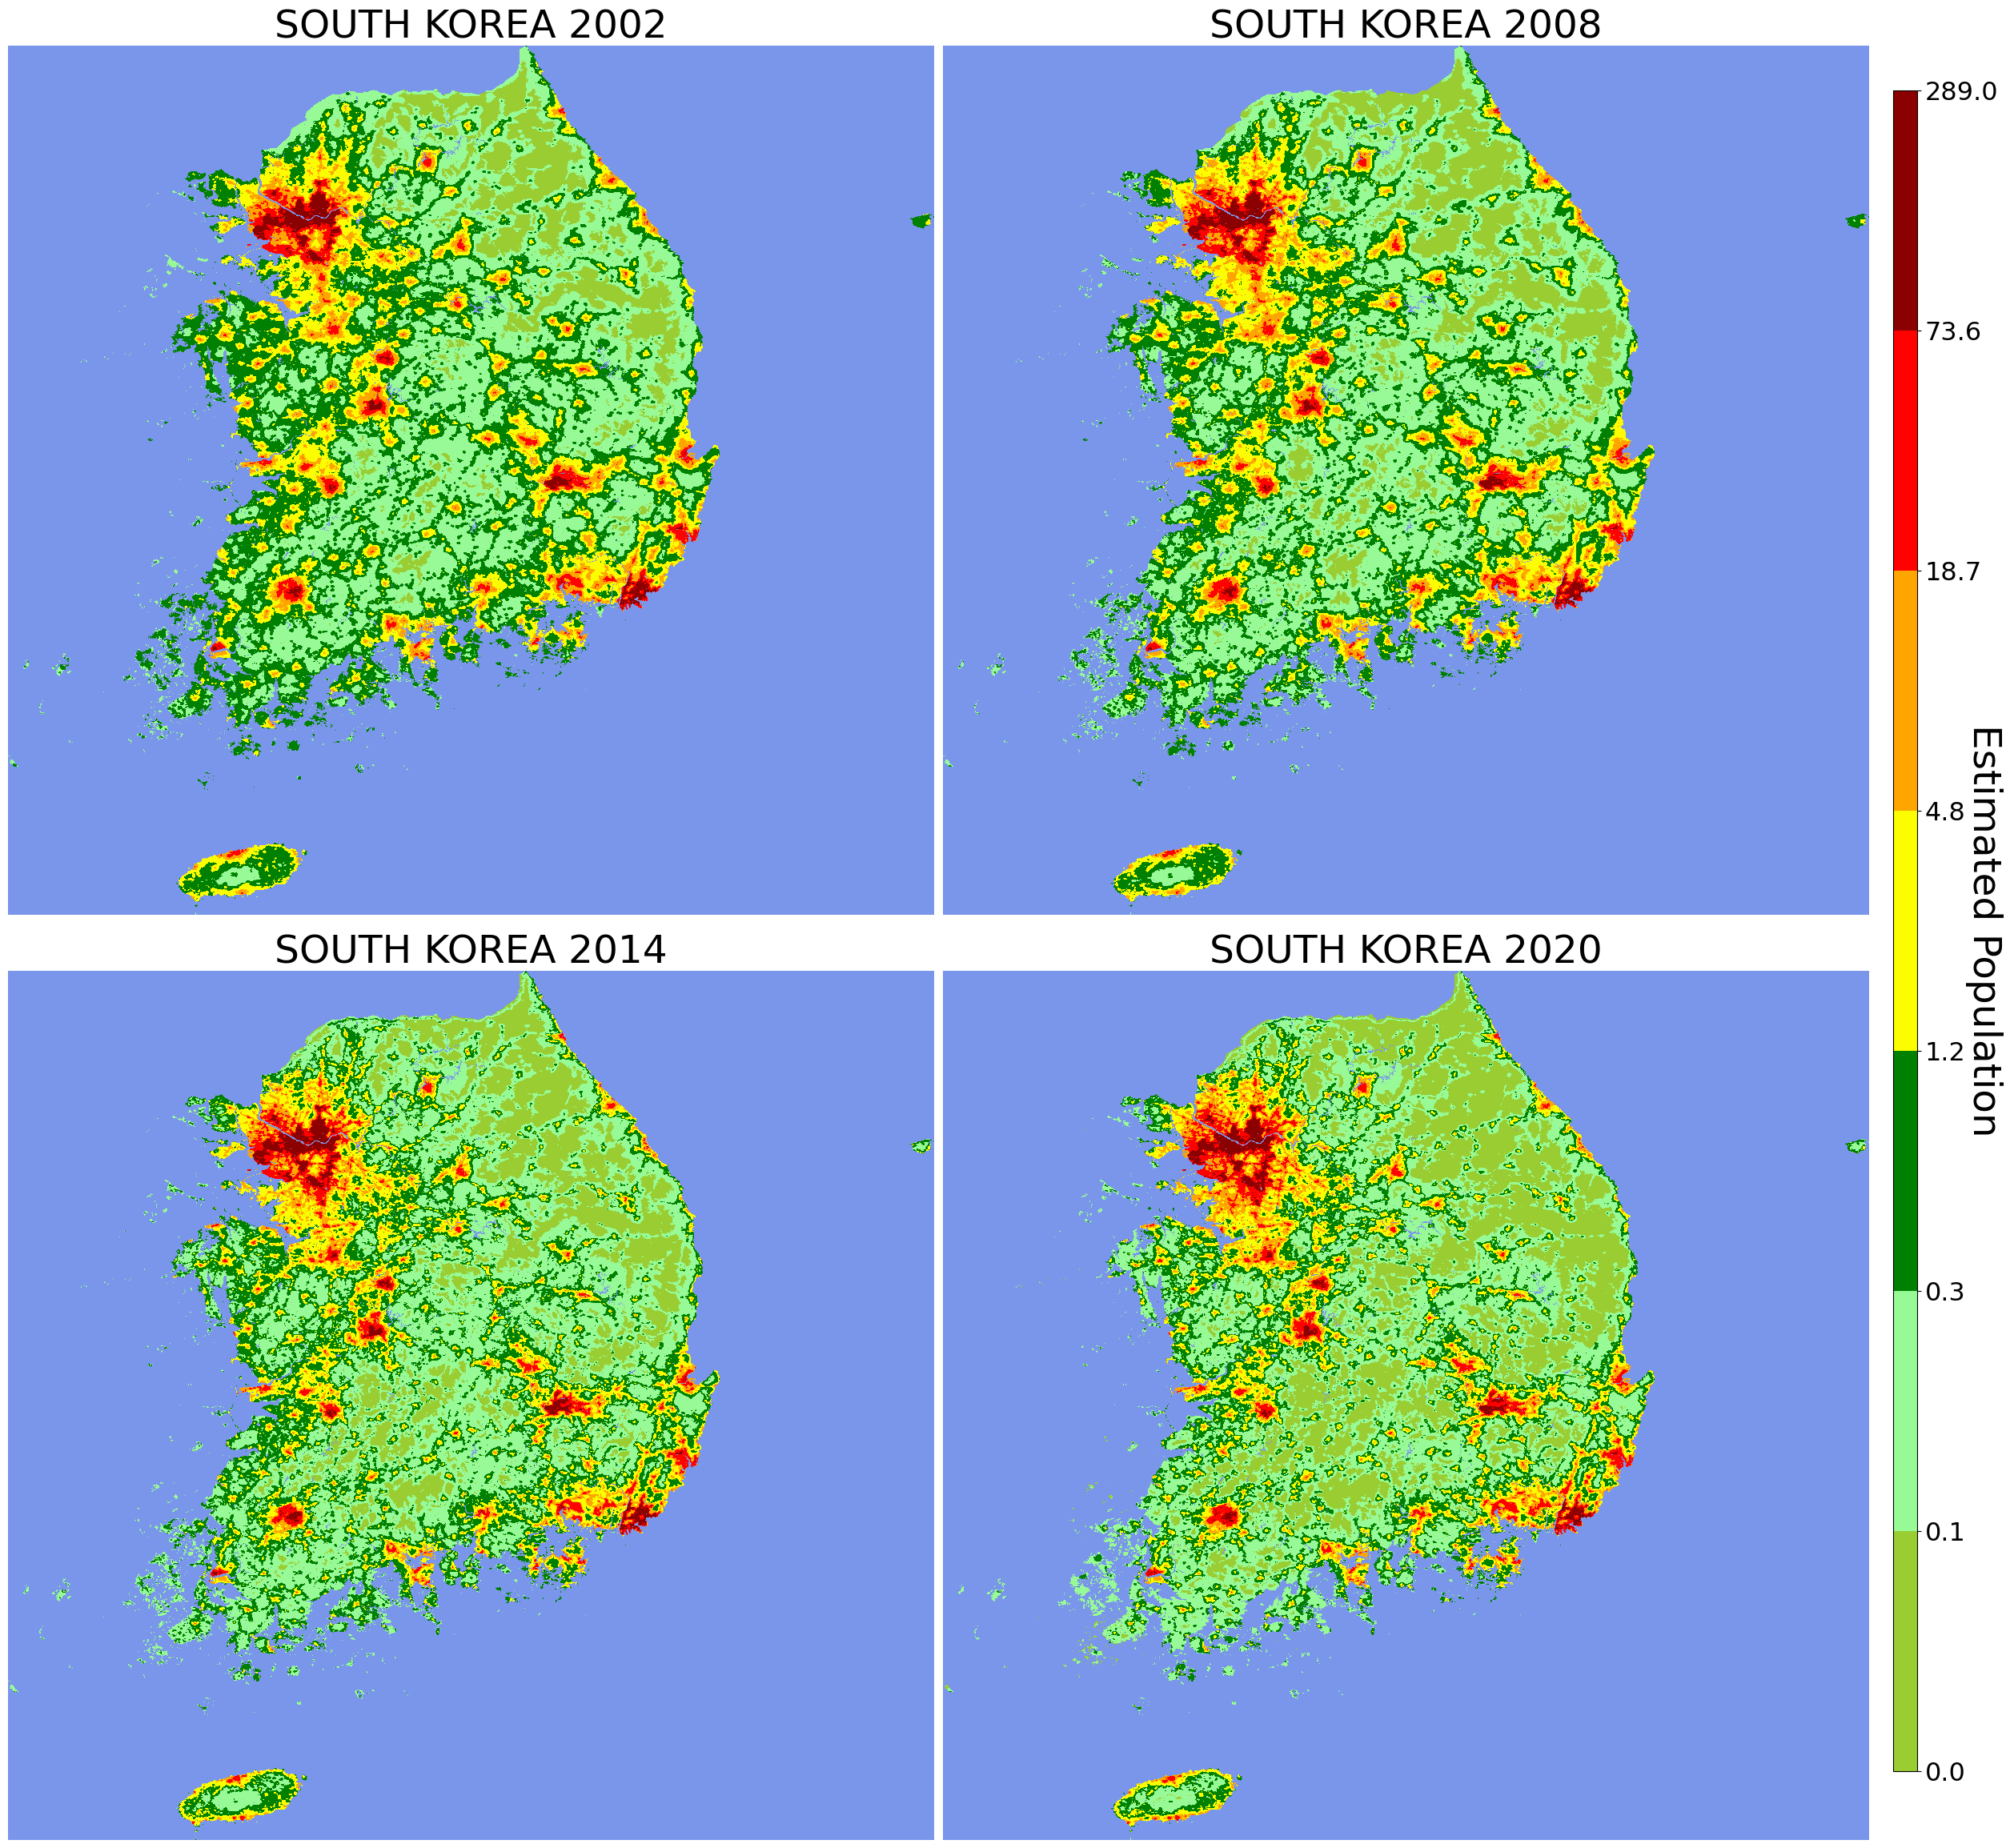 SOUTH KOREA 2002
SOUTH KOREA 2008
SOUTH KOREA 2014
SOUTH KOREA 2020
289.0
73.6
18.7
4.8
1.2
0.3
0.1
0.0
Estimated Population